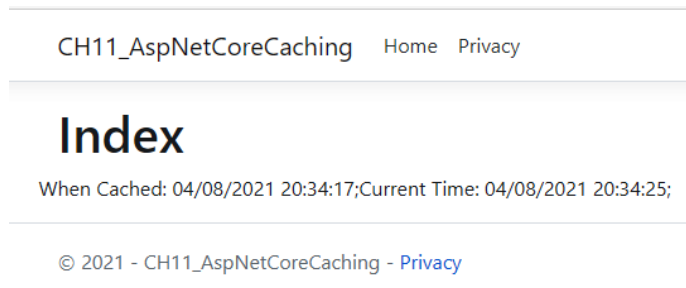 CH11_AspNetCoreCaching Home Privacy
Index
When Cached: 04/08/2021 20:34:17;Current Time: 04/08/2021 20:34:25;
© 2021 - CH11_AspNetCoreCaching - Privacy